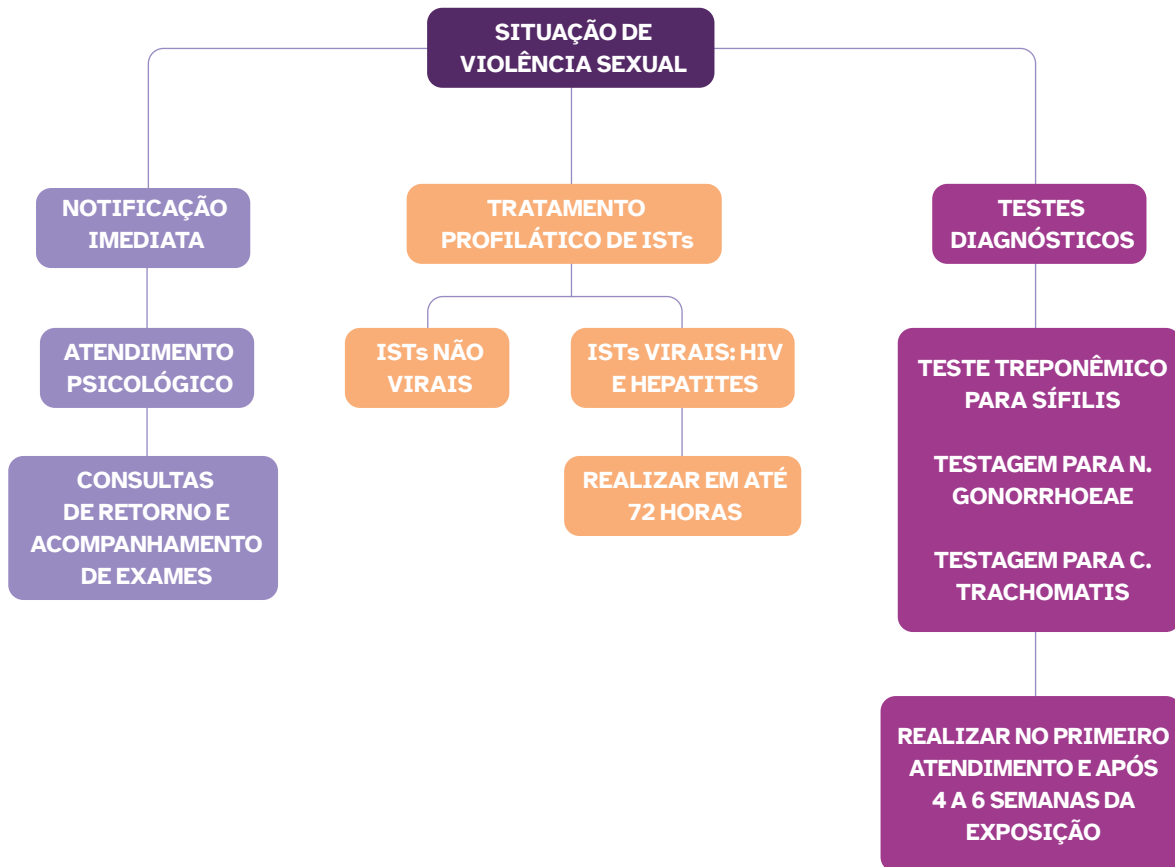 SITUAÇÃO DE
VIOLÊNCIA SEXUAL
NOTIFICAÇÃO
IMEDIATA
ATENDIMENTO
PSICOLÓGICO
CONSULTAS
DE RETORNO E
ACOMPANHAMENTO
DE EXAMES
TRATAMENTO
PROFILÁTICO DE ISTs
ISTs NÃO
VIRAIS
ISTs VIRAIS: HIV
E HEPATITES
REALIZAR EM ATÉ
72 HORAS
TESTES
DIAGNÓSTICOS
TESTE TREPONÊMICO
PARA SÍFILIS
TESTAGEM PARA N.
GONORRHOEAE
TESTAGEM PARA C.
TRACHOMATIS
REALIZAR NO PRIMEIRO
ATENDIMENTO E APÓS
4 A 6 SEMANAS DA
EXPOSIÇÃO